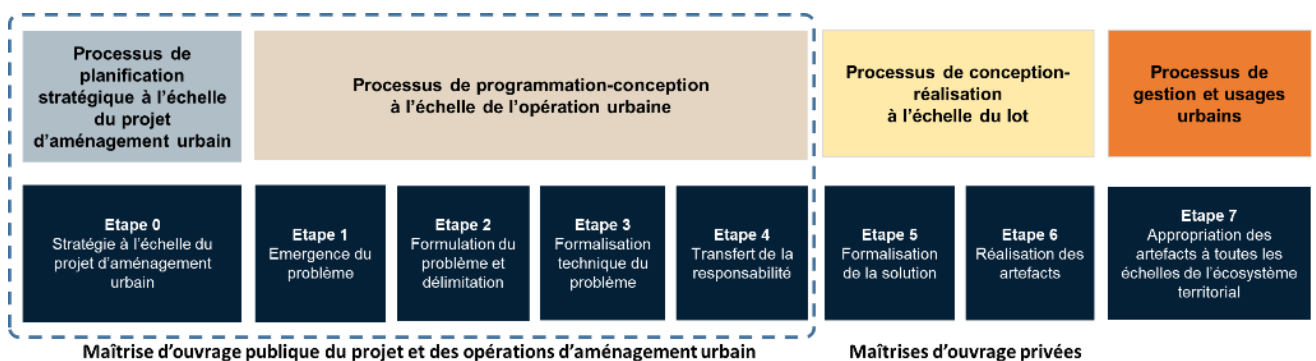 Processus de
planification
stratégique à l'échelle
du projet
d'aménagement urbain
Processus de programmation-conception
à l'échelle de l'opération urbaine
Processus de conception-
réalisation
à l'échelle du lot
Processus de
gestion et usages
urbains
Etape 0
Stratégie à l'échelle du
projet d'aménagement
urbain
Etape 1
Emergence du
problème
Etape 2
Formulation du
problème et
délimitation
Etape 3
Formalisation
technique du
problème
Etape 4
Transfert de la
responsabilité
Etape 5
Formalisation
de la solution
Etape 6
Réalisation des
artefacts
Etape 7
Appropriation des
artefacts à toutes les
échelles de l'écosystème
territorial
Maîtrise d'ouvrage publique du projet et des opérations d'aménagement urbain
Maîtrises d'ouvrage privées